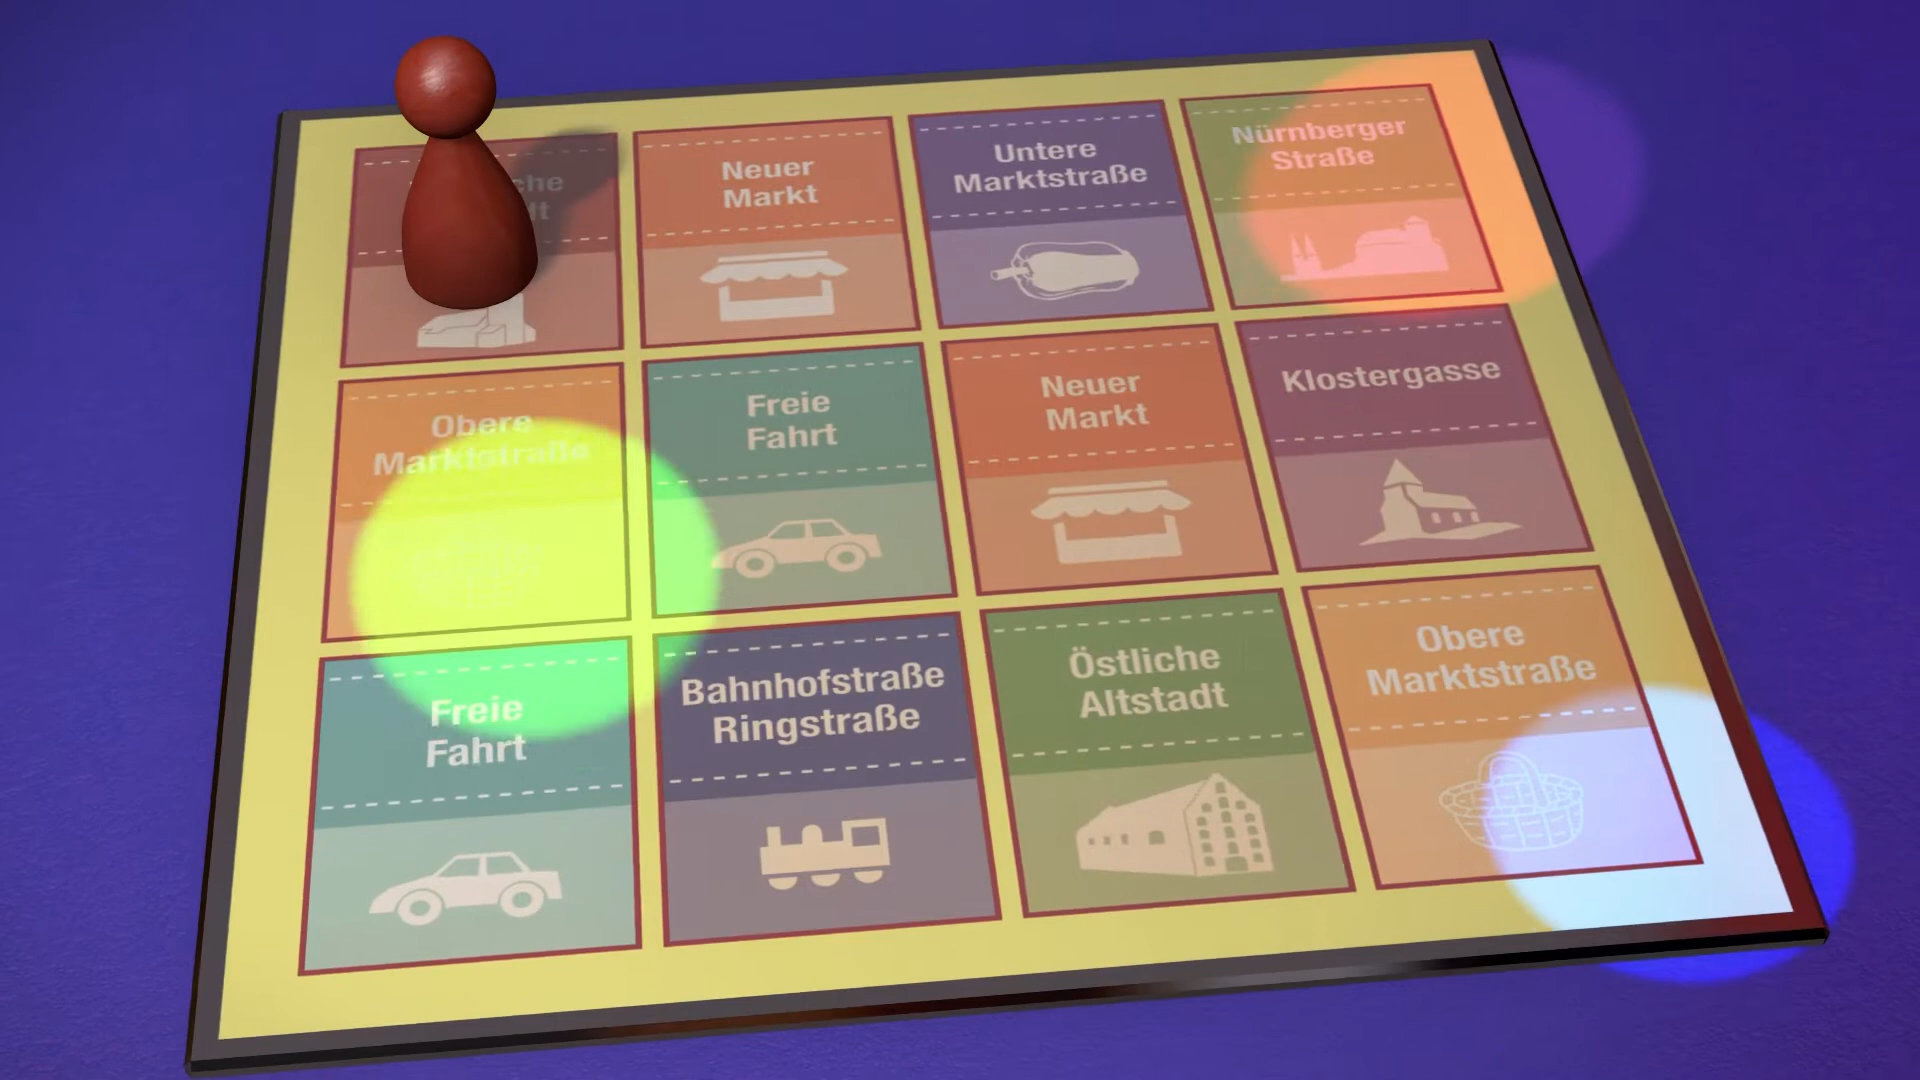 Neuer
Markt
Untere
Marktstraße
Nürnberger
Straße
Obere
Marktstraße
Freie
Fahrt
Neuer
Markt
Klostergasse
Freie
Fahrt
Bahnhofstraße
Ringstraße
Östliche
Altstadt
Obere
Marktstraße